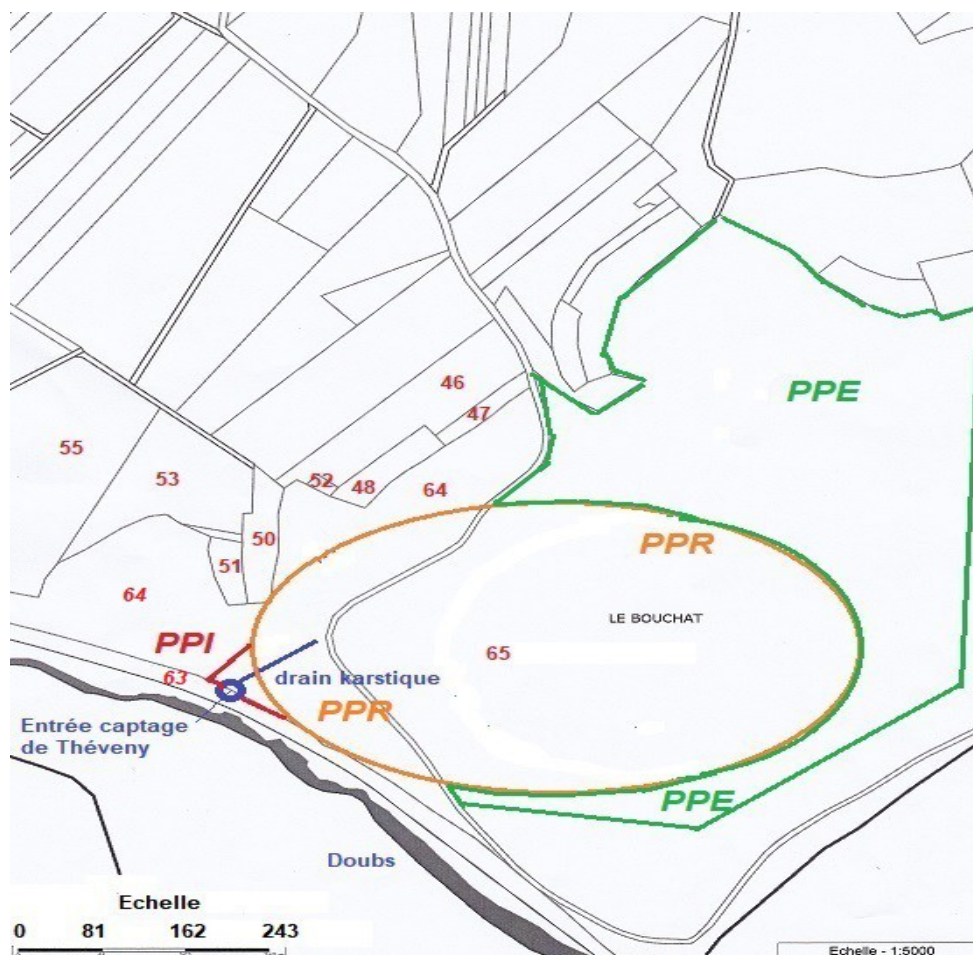 46
47
PPE
55
53
52
48
64
50
PPR
51
LE BOUCHAT
64
PPI
65
63
drain karstique
PPR
Entrée captage
de Théveny
PPE
Doubs
Echelle
0 81 162 243
Echelle - 1:5000